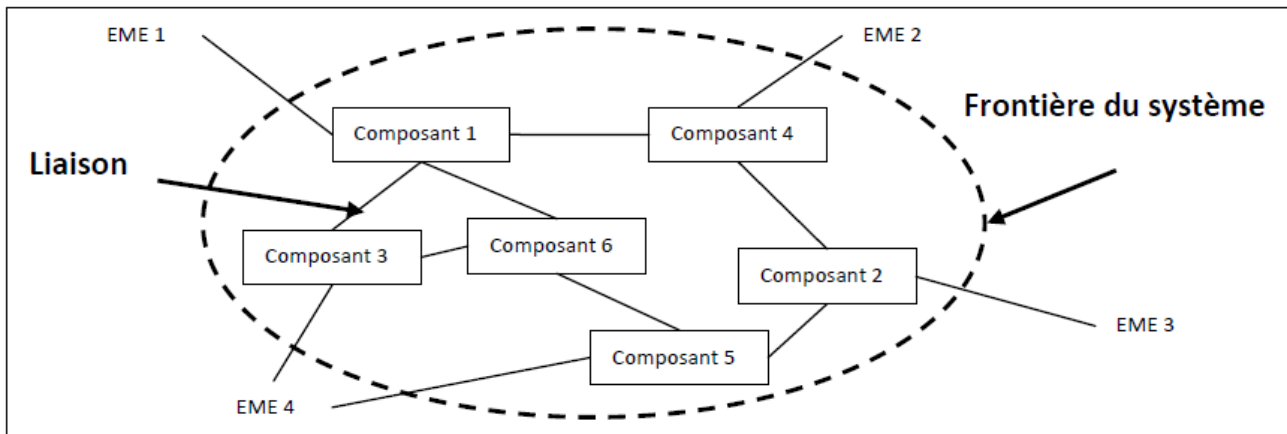 EME 1
EME 2
Frontière du système
Composant 1
Composant 4
Liaison
Composant 3
Composant 6
Composant 2
EME 3
Composant 5
EME 4